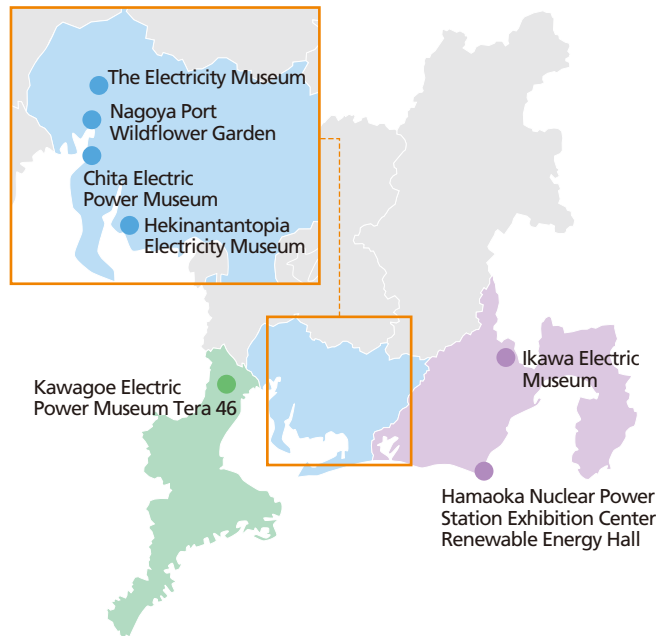 The Electricity Museum
Nagoya Port
Wildflower Garden
Chita Electric
Power Museum
Hekinantantopia
Electricity Museum
Kawagoe Electric
Power Museum Tera 46
Ikawa Electric
Museum
Hamaoka Nuclear Power
Station Exhibition Center
Renewable Energy Hall